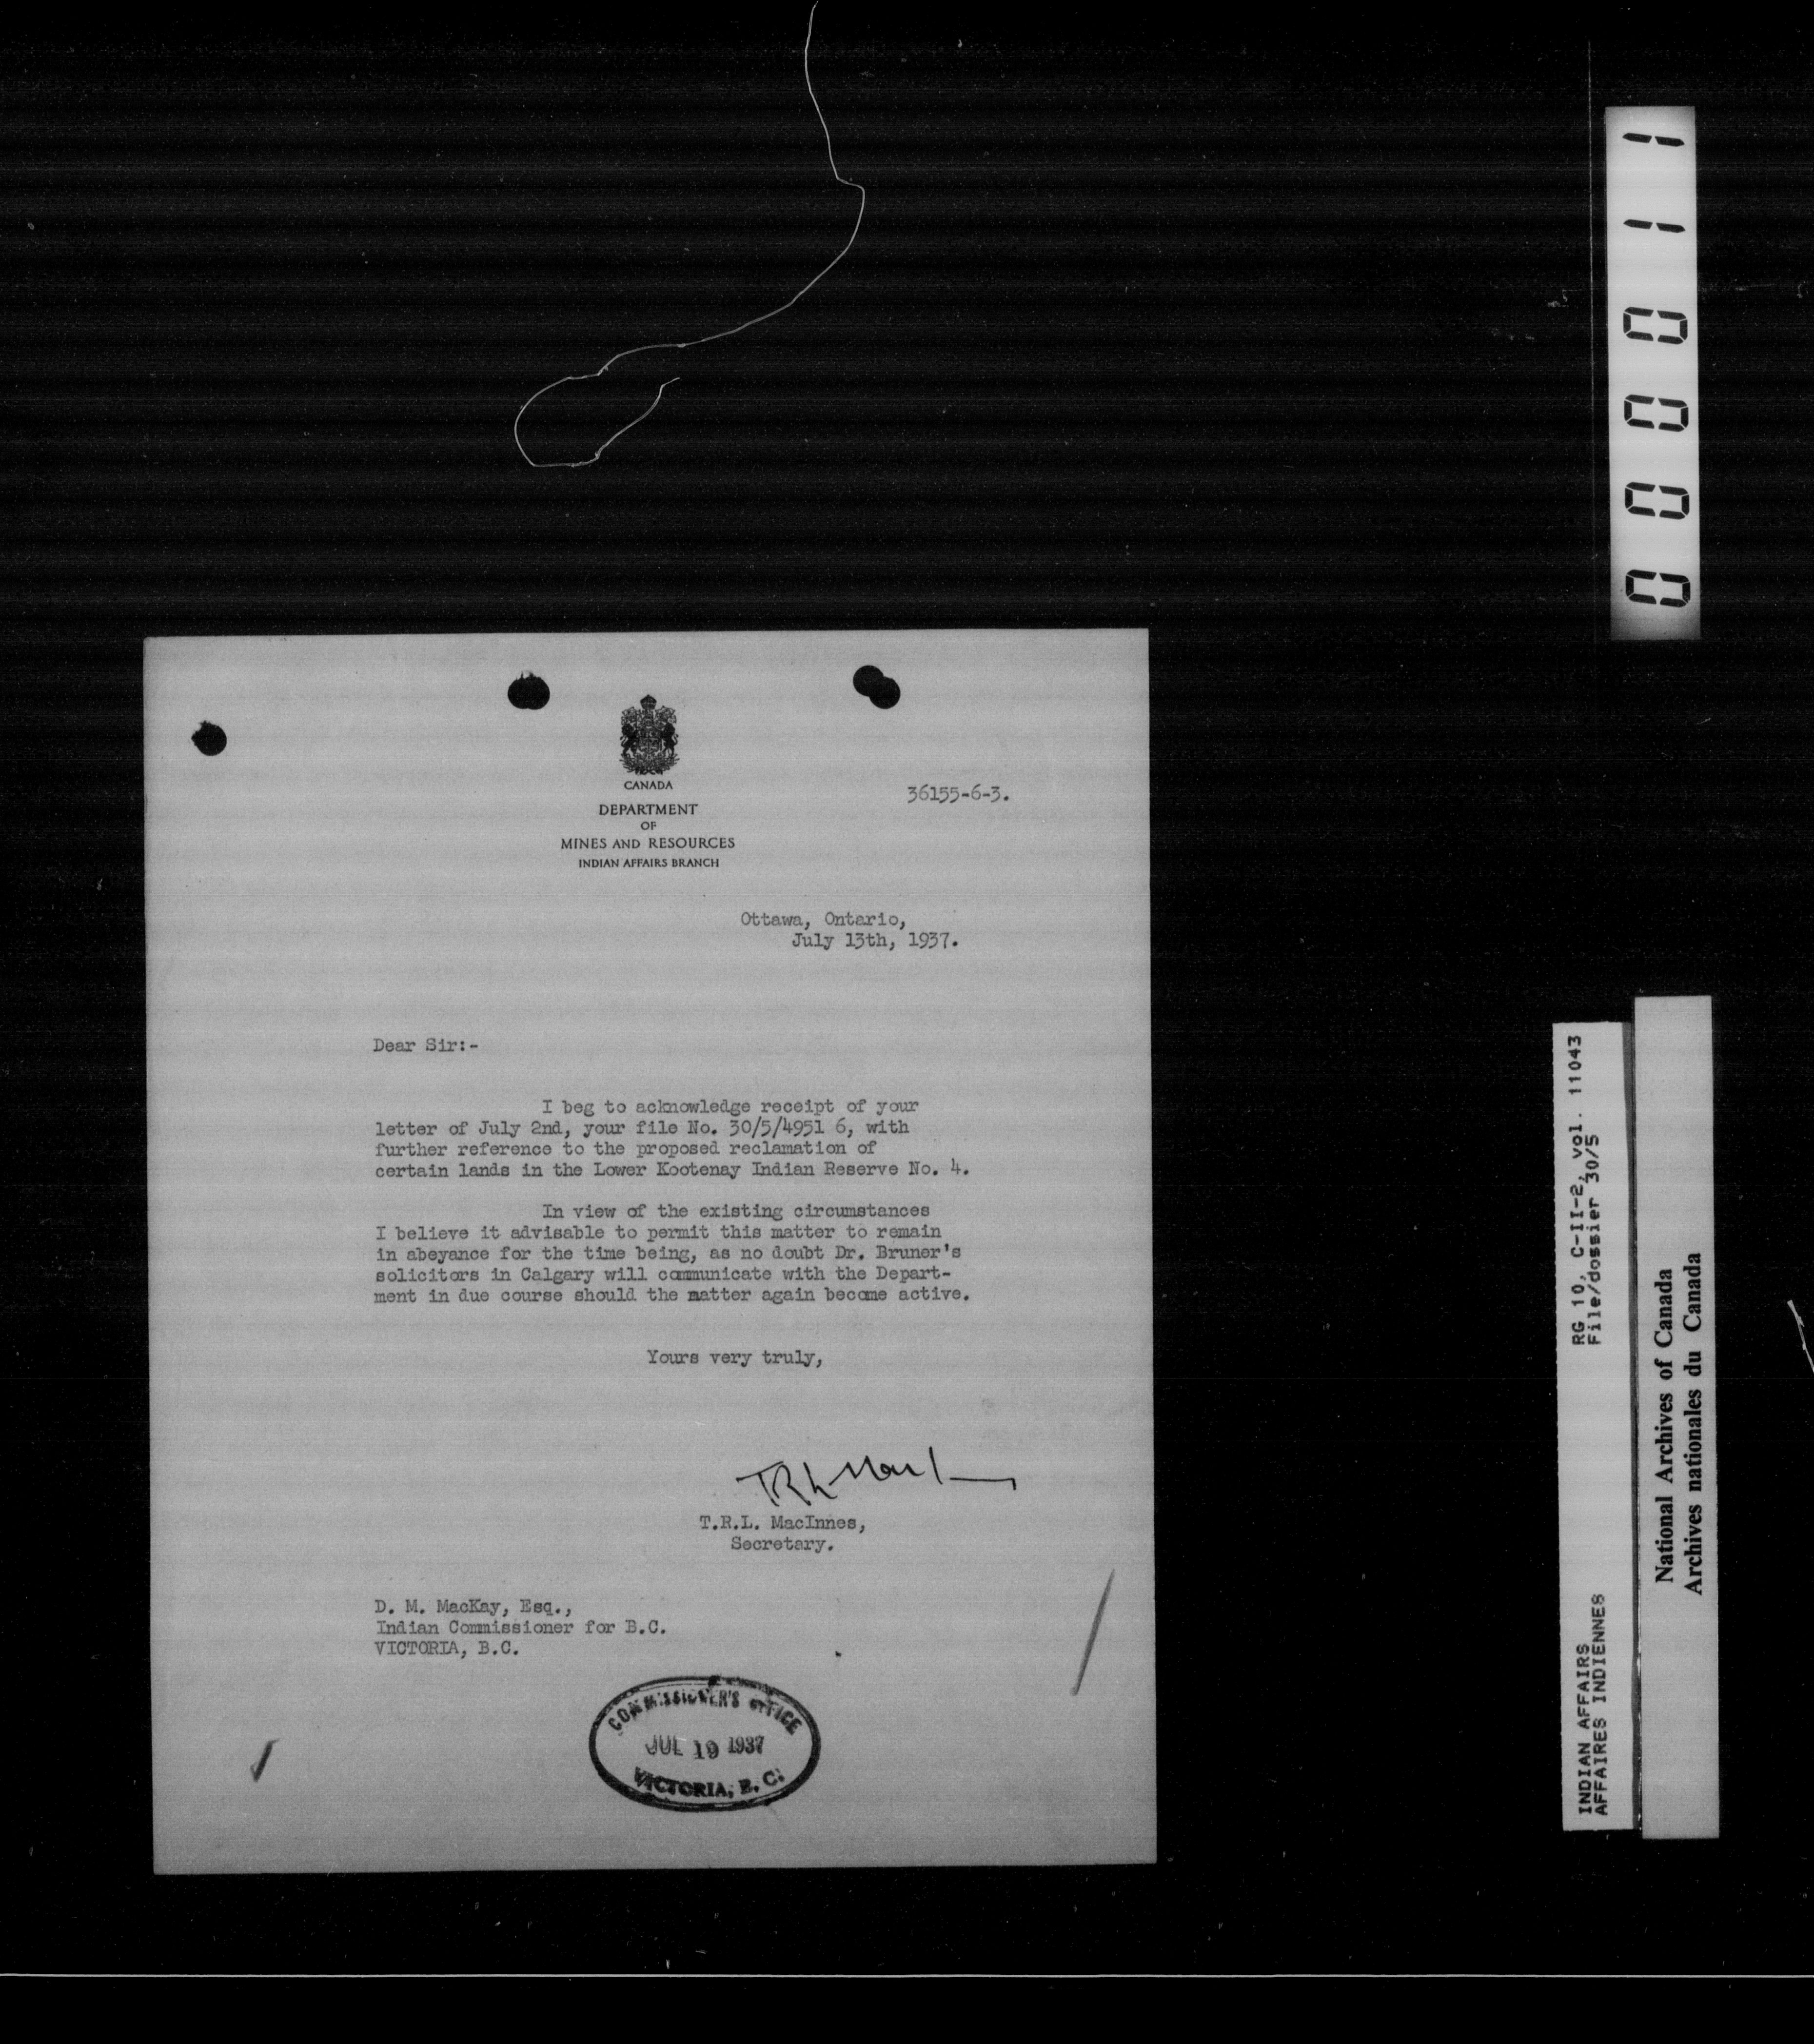 CANADA
DEPARTMENT
OF
MINES AND RESOURCES
INDIAN AFFAIRS BRANCH
36155-6-3.
Ottawa, Ontario,
July 13th, 1937.
Dear Sir:-
I beg to acknowledge receipt of your
letter of July 2nd, your file No. 30/5/4951 6, with
further reference to the proposed reclamation of
certain lands in the Lower Kootenay Indian Reserve No. 4.
In view of the existing circumstances
I believe it advisable to permit this matter to remain
in abeyance for the time being, as no doubt Dr. Bruner's
solicitors in Calgary will communicate with the Depart-
ment in due course should the matter again become active.
Yours very truly,
T.R.L. MacInnes,
Secretary.
D. M. MacKay, Esq.,
Indian Commissioner for B.C.
VICTORIA, B.C.
COMMISSIONER'S OFFICE
JUL 19 1937
VICTORIA, B. C.
000011
INDIAN AFFAIRS RG 10, C-II-2, vol. 11043
AFFAIRES INDIENNES File/dossier 30/5
National Archives of Canada
Archives nationales du Canada